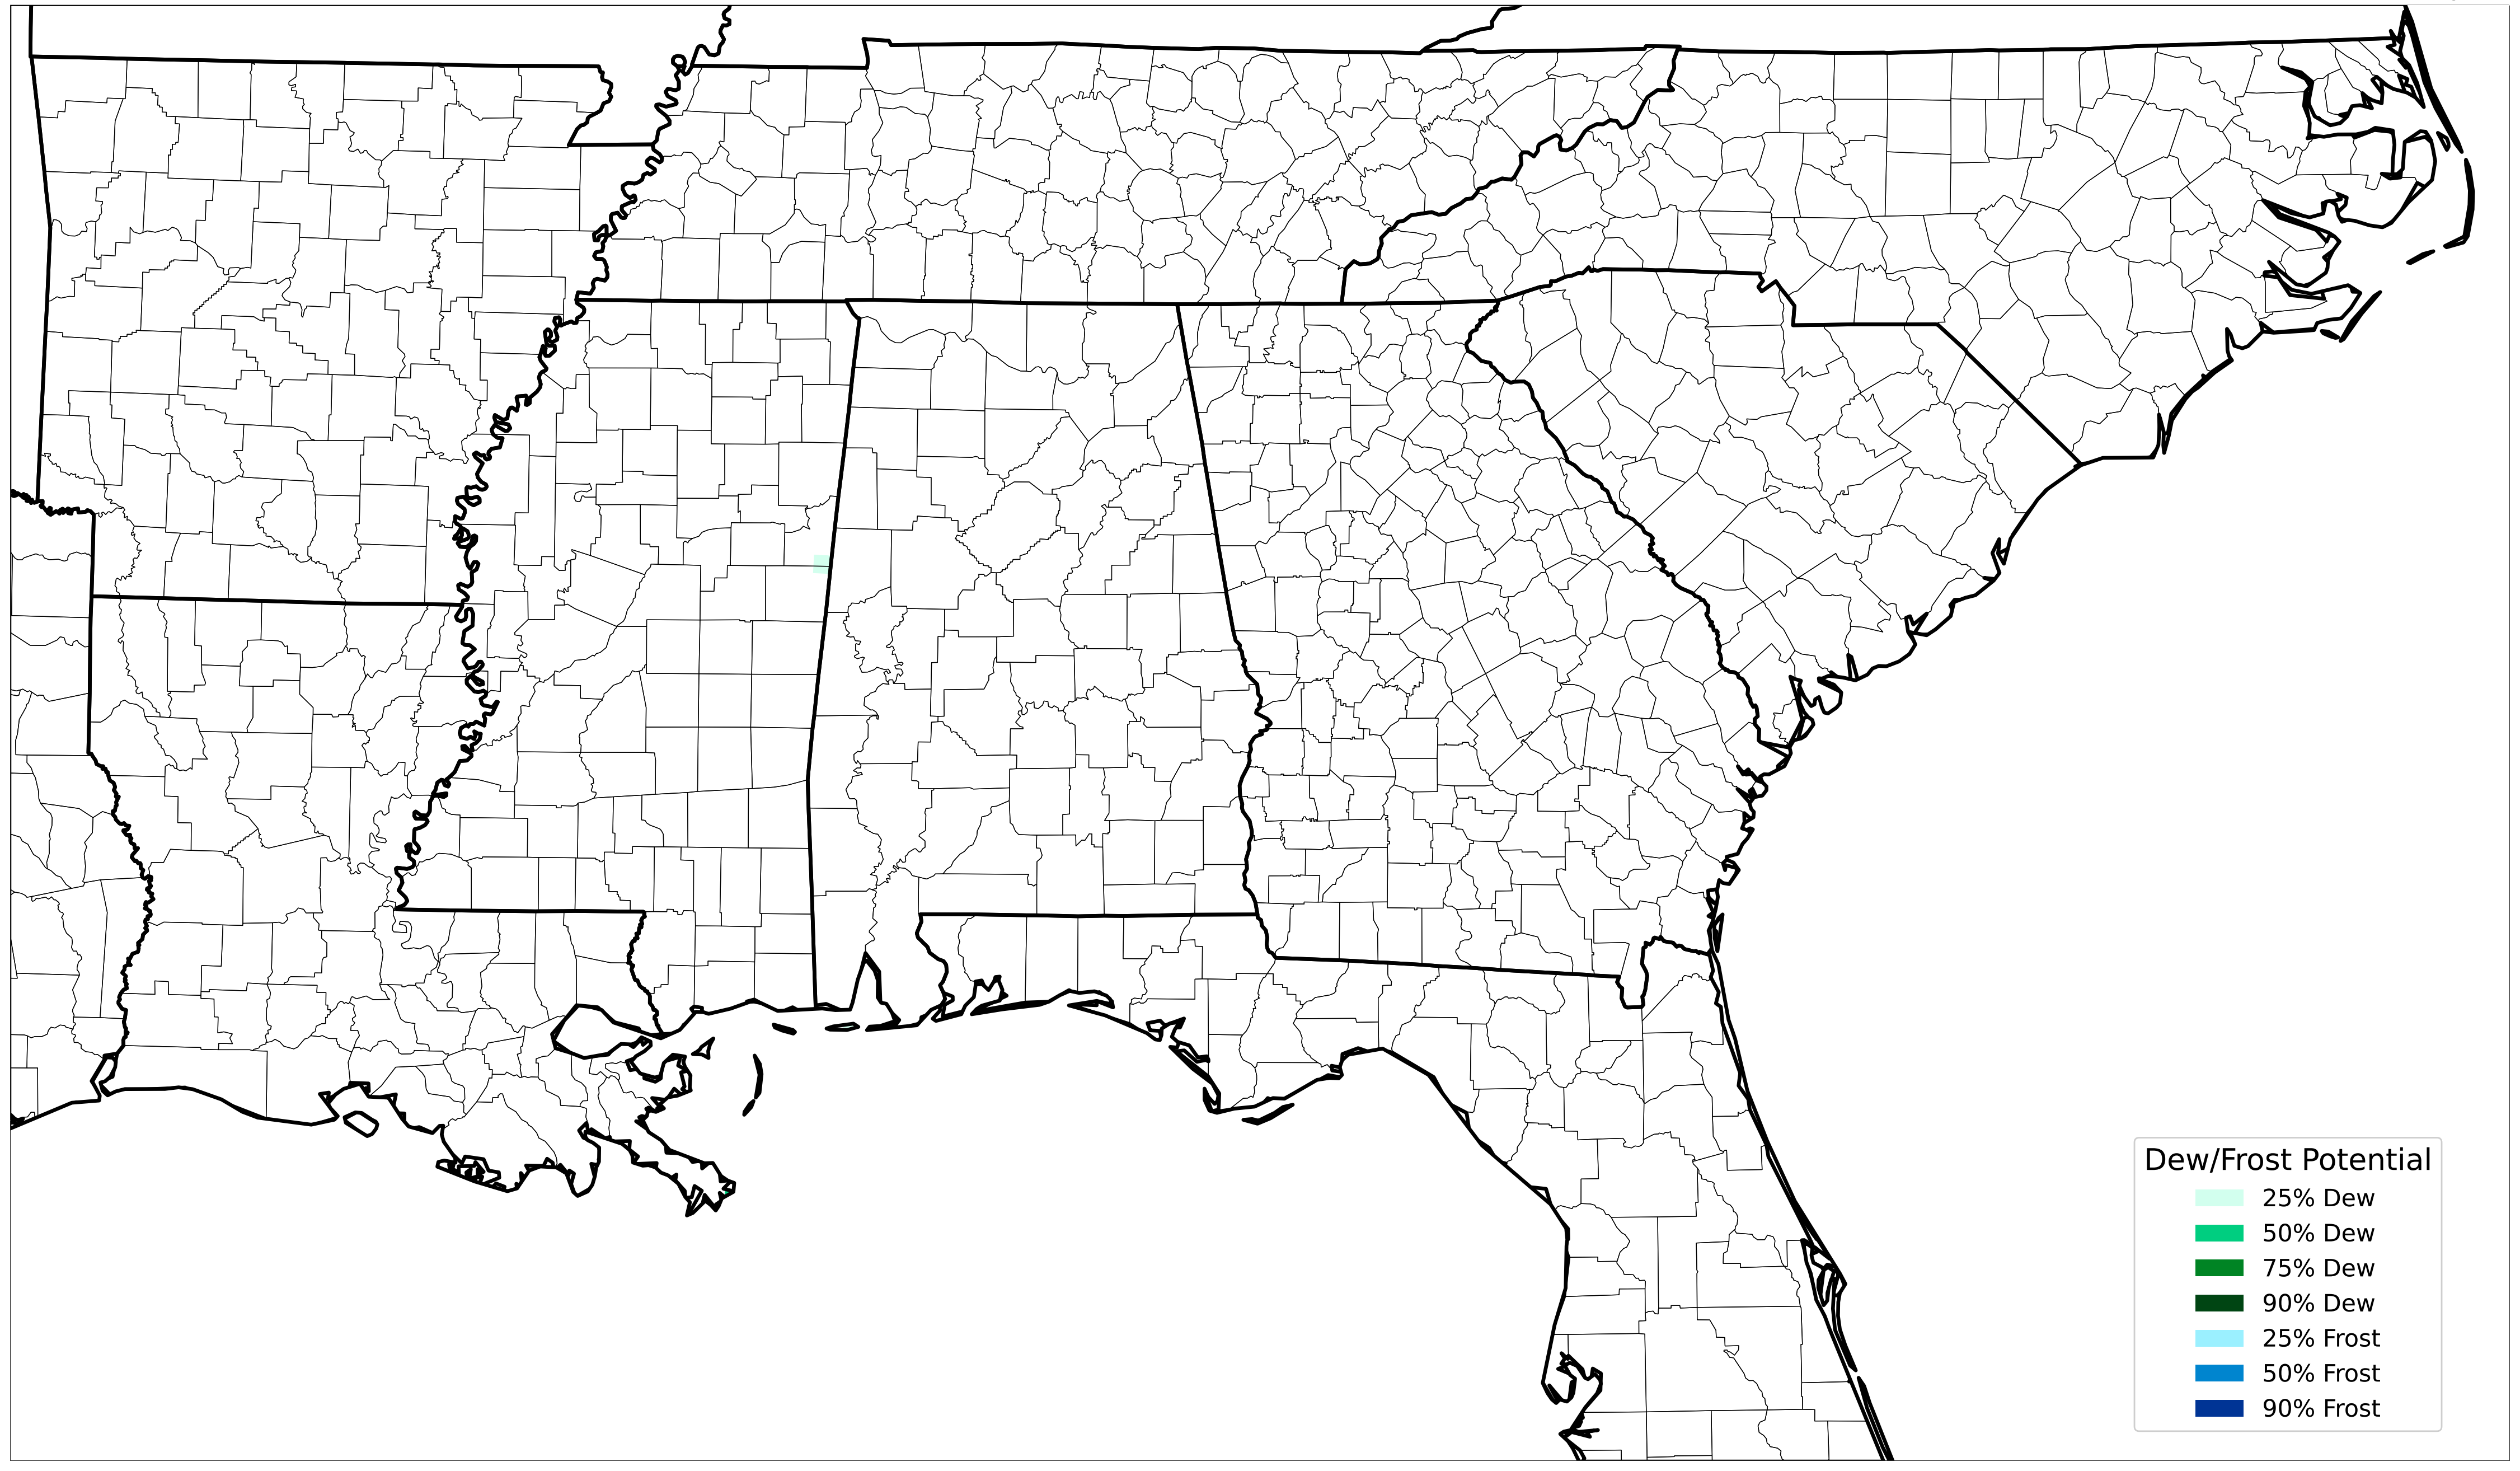 Dew/Frost Potential
25% Dew
50% Dew
75% Dew
90% Dew
25% Frost
50% Frost
90% Frost